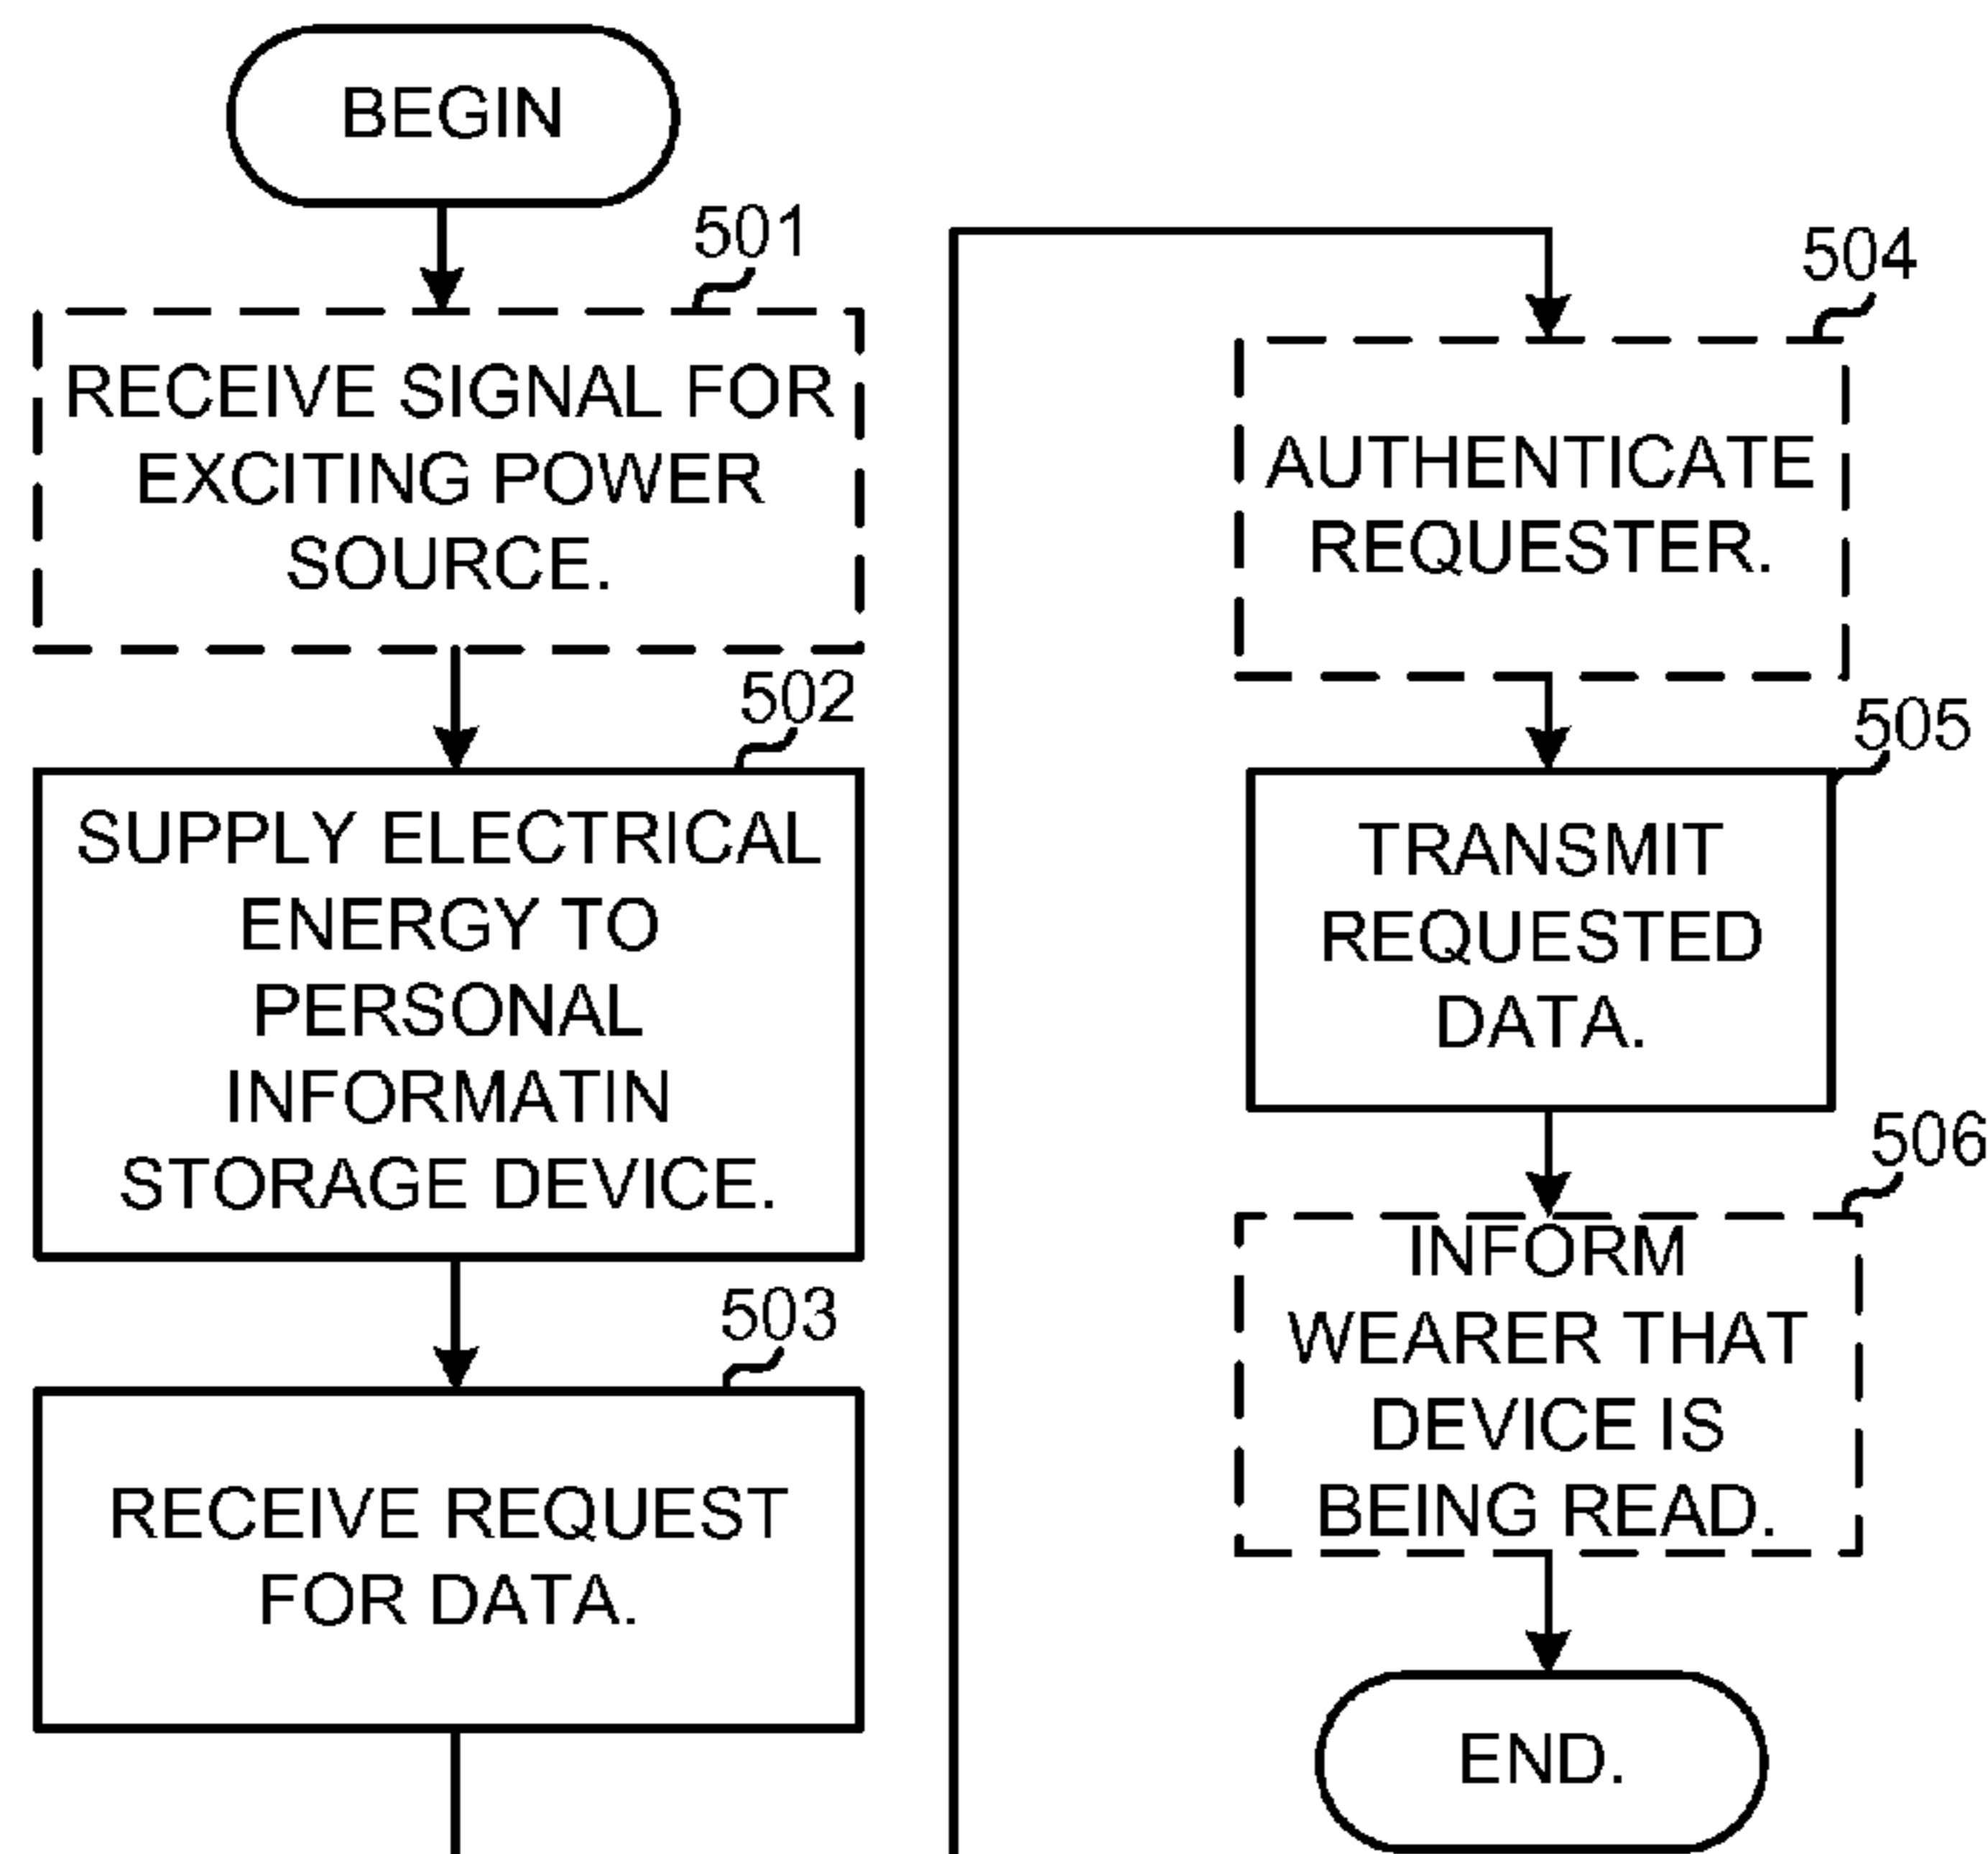 BEGIN
501
RECEIVE SIGNAL FOR
EXCITING POWER
SOURCE.
502
SUPPLY ELECTRICAL
ENERGY TO
PERSONAL
INFORMATIN
STORAGE DEVICE.
503
RECEIVE REQUEST
FOR DATA.
504
AUTHENTICATE
REQUESTER.
505
TRANSMIT
REQUESTED
DATA.
506
INFORM
WEARER THAT
DEVICE IS
BEING READ.
END.